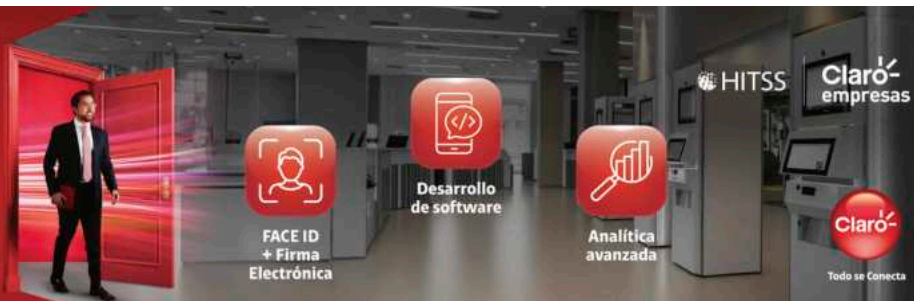 HITSS
Claro-
empresas
</>
Desarrollo
de software
FACE ID
+ Firma
Electrónica
Analítica
avanzada
Claro-
Todo se Conecta